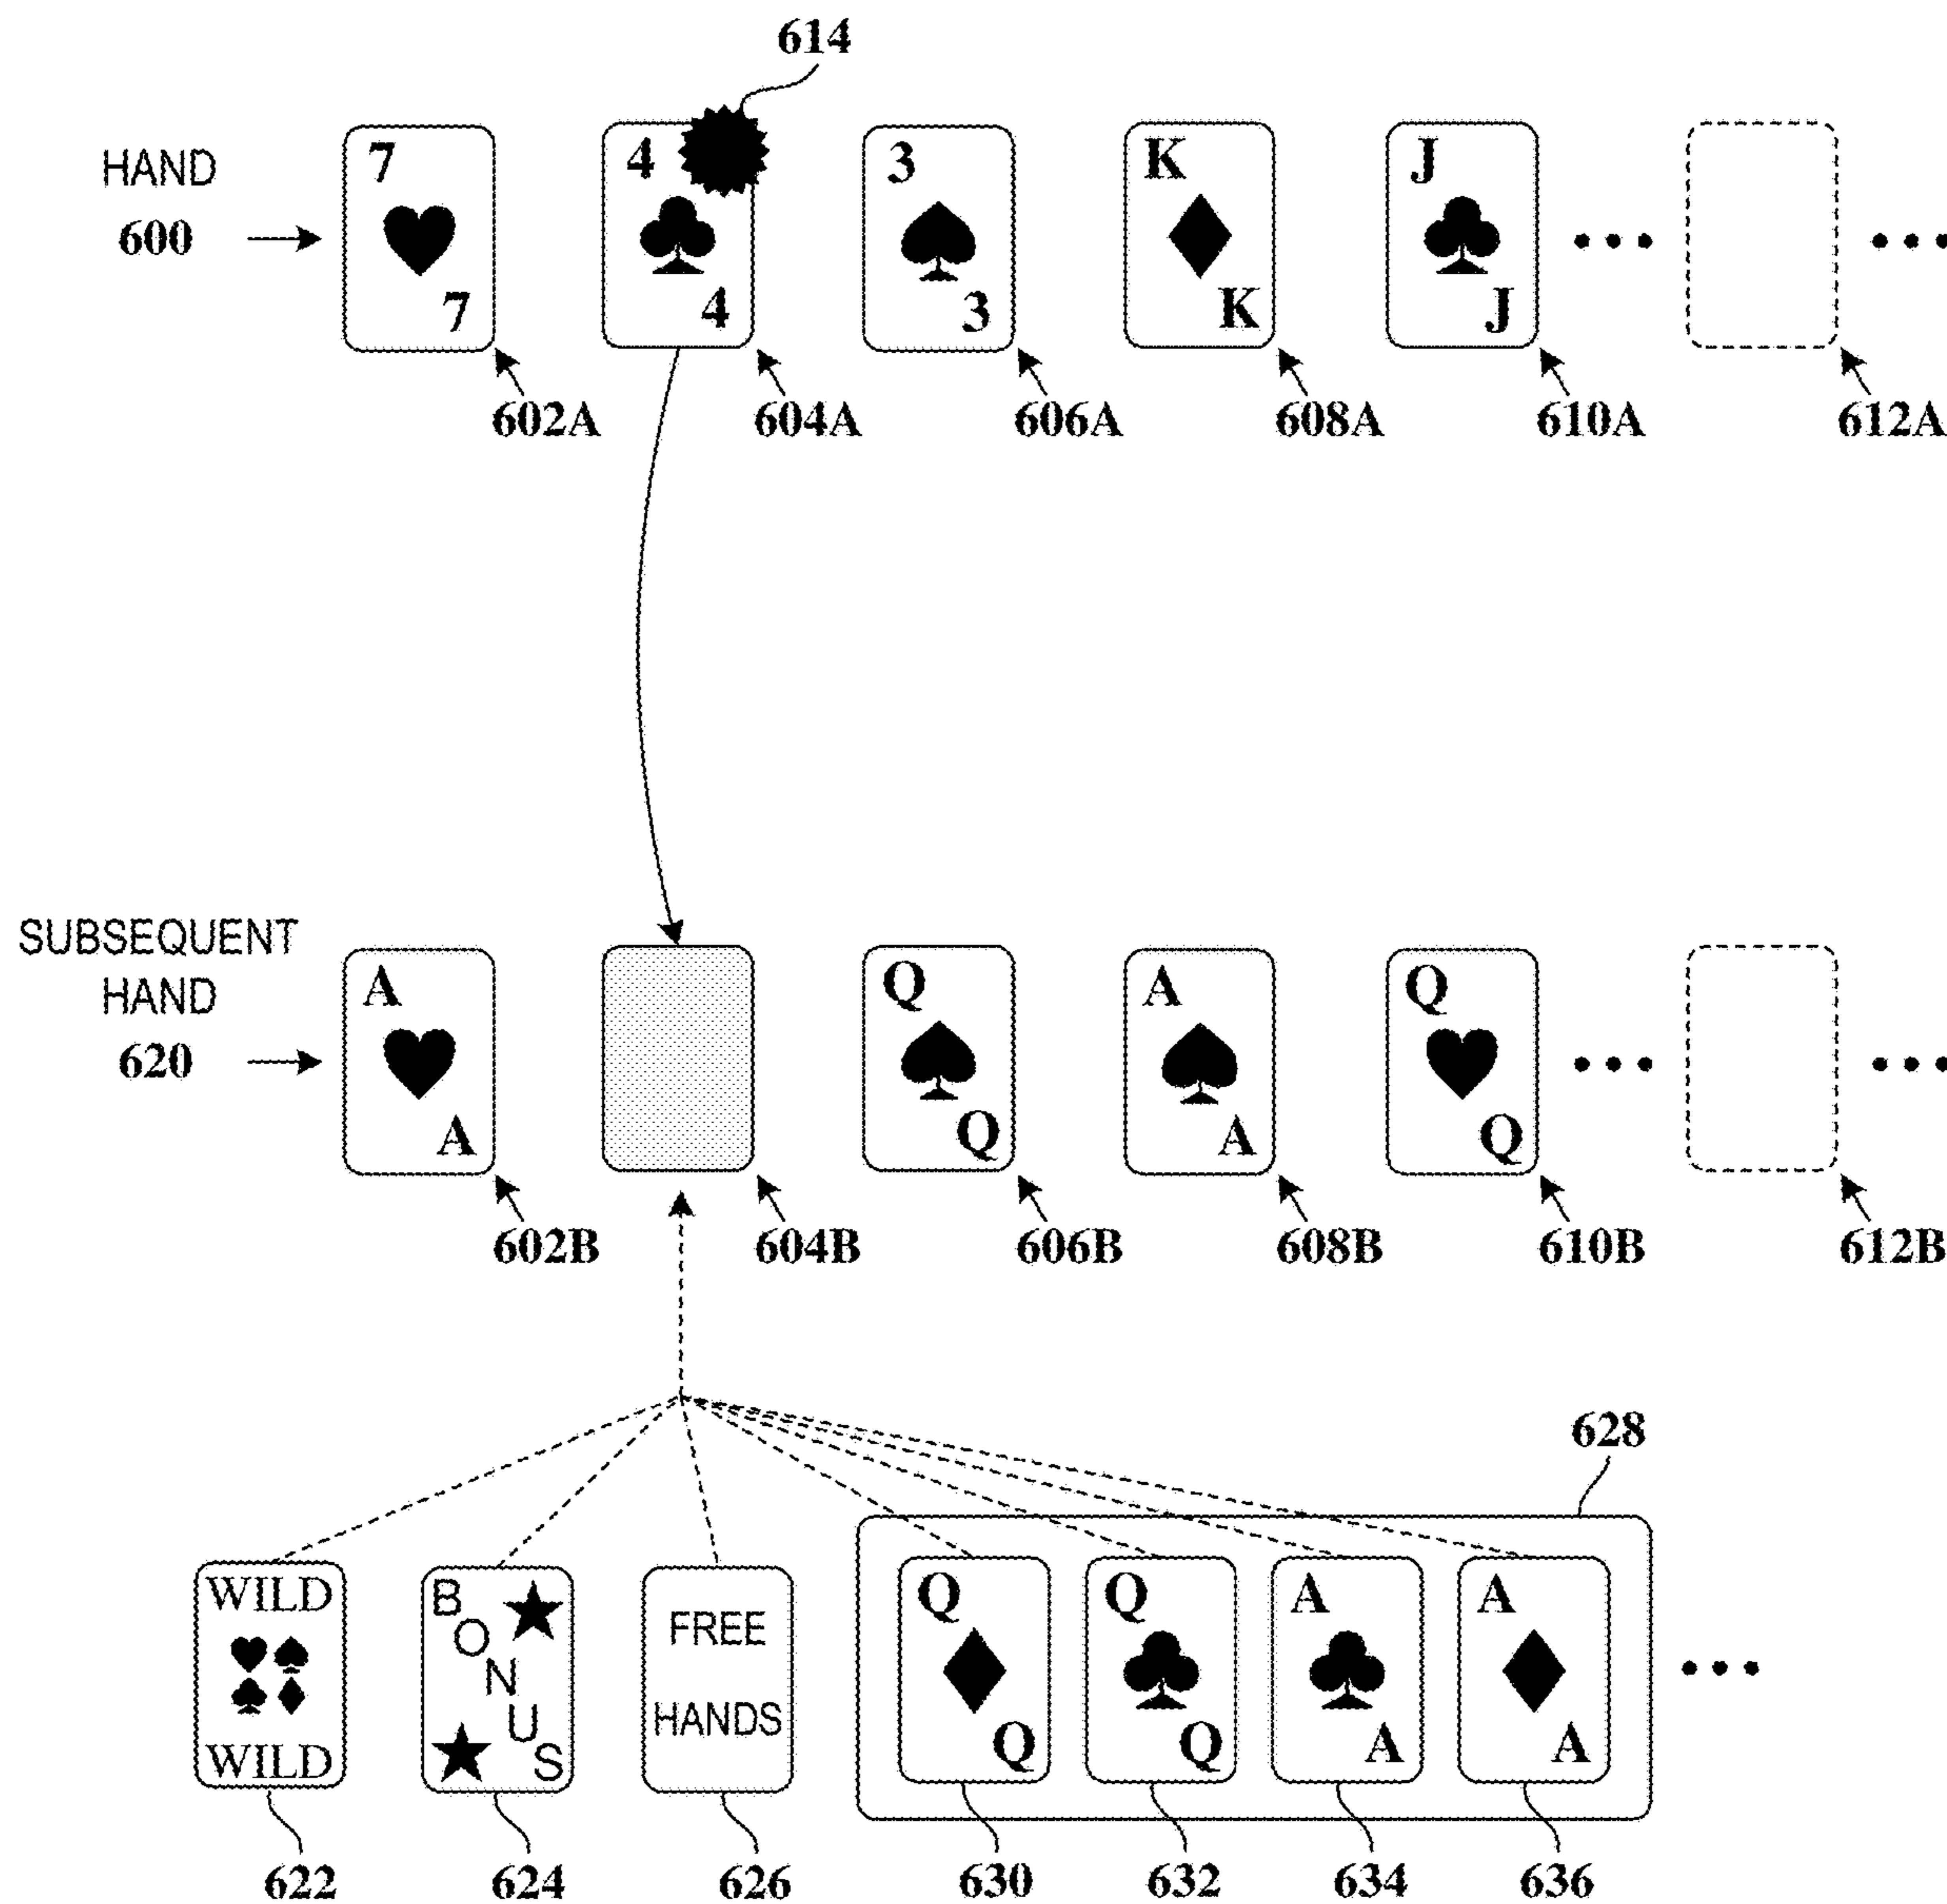 614
HAND
600
7
7
4
4
3
3
K
K
J
J
602A
604A
606A
608A
610A
612A
SUBSEQUENT
HAND
620
A
A
Q
Q
A
A
Q
Q
602B
604B
606B
608B
610B
612B
628
WILD
WILD
BONUS
FREE
HANDS
Q
Q
Q
Q
A
A
A
A
622
624
626
630
632
634
636